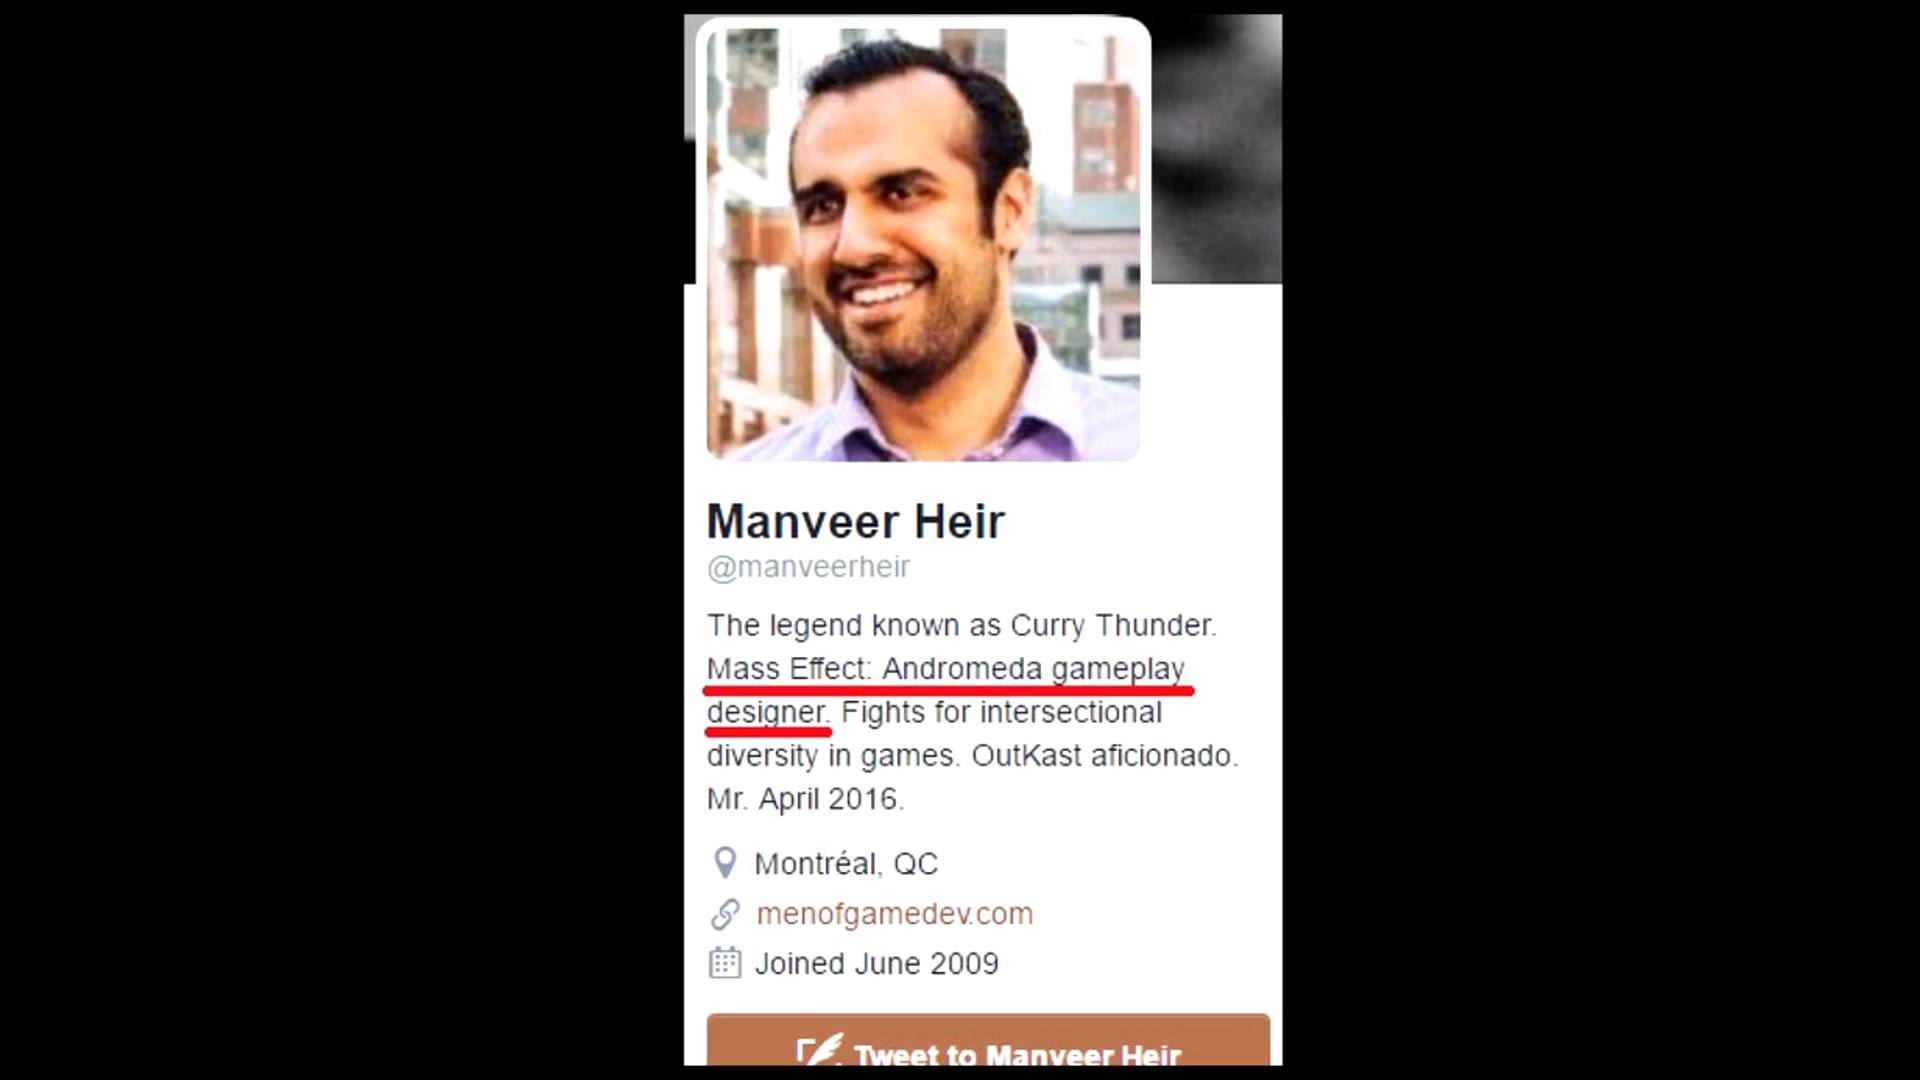 Manveer Heir
@manveerheir
The legend known as Curry Thunder.
Mass Effect: Andromeda gameplay
designer. Fights for intersectional
diversity in games. OutKast aficionado.
Mr. April 2016.
Montréal, QC
menofgamedev.com
Joined June 2009
Tweet to Manveer Heir